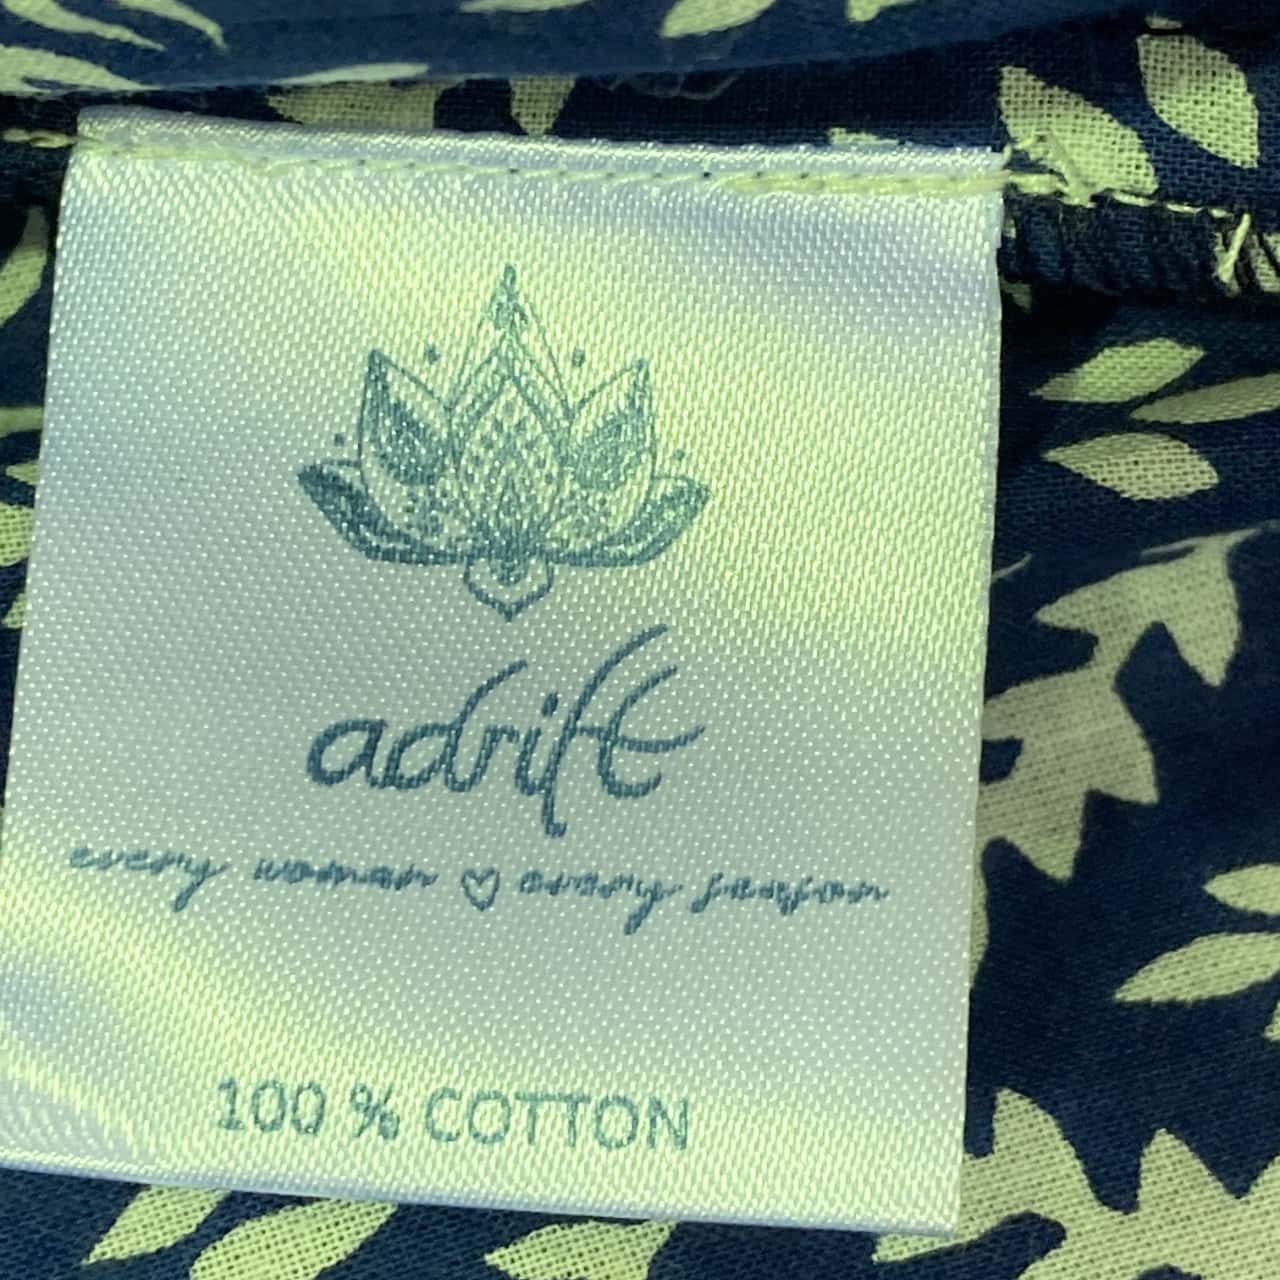 adrift
every woman ♡ every season
100 % COTTON